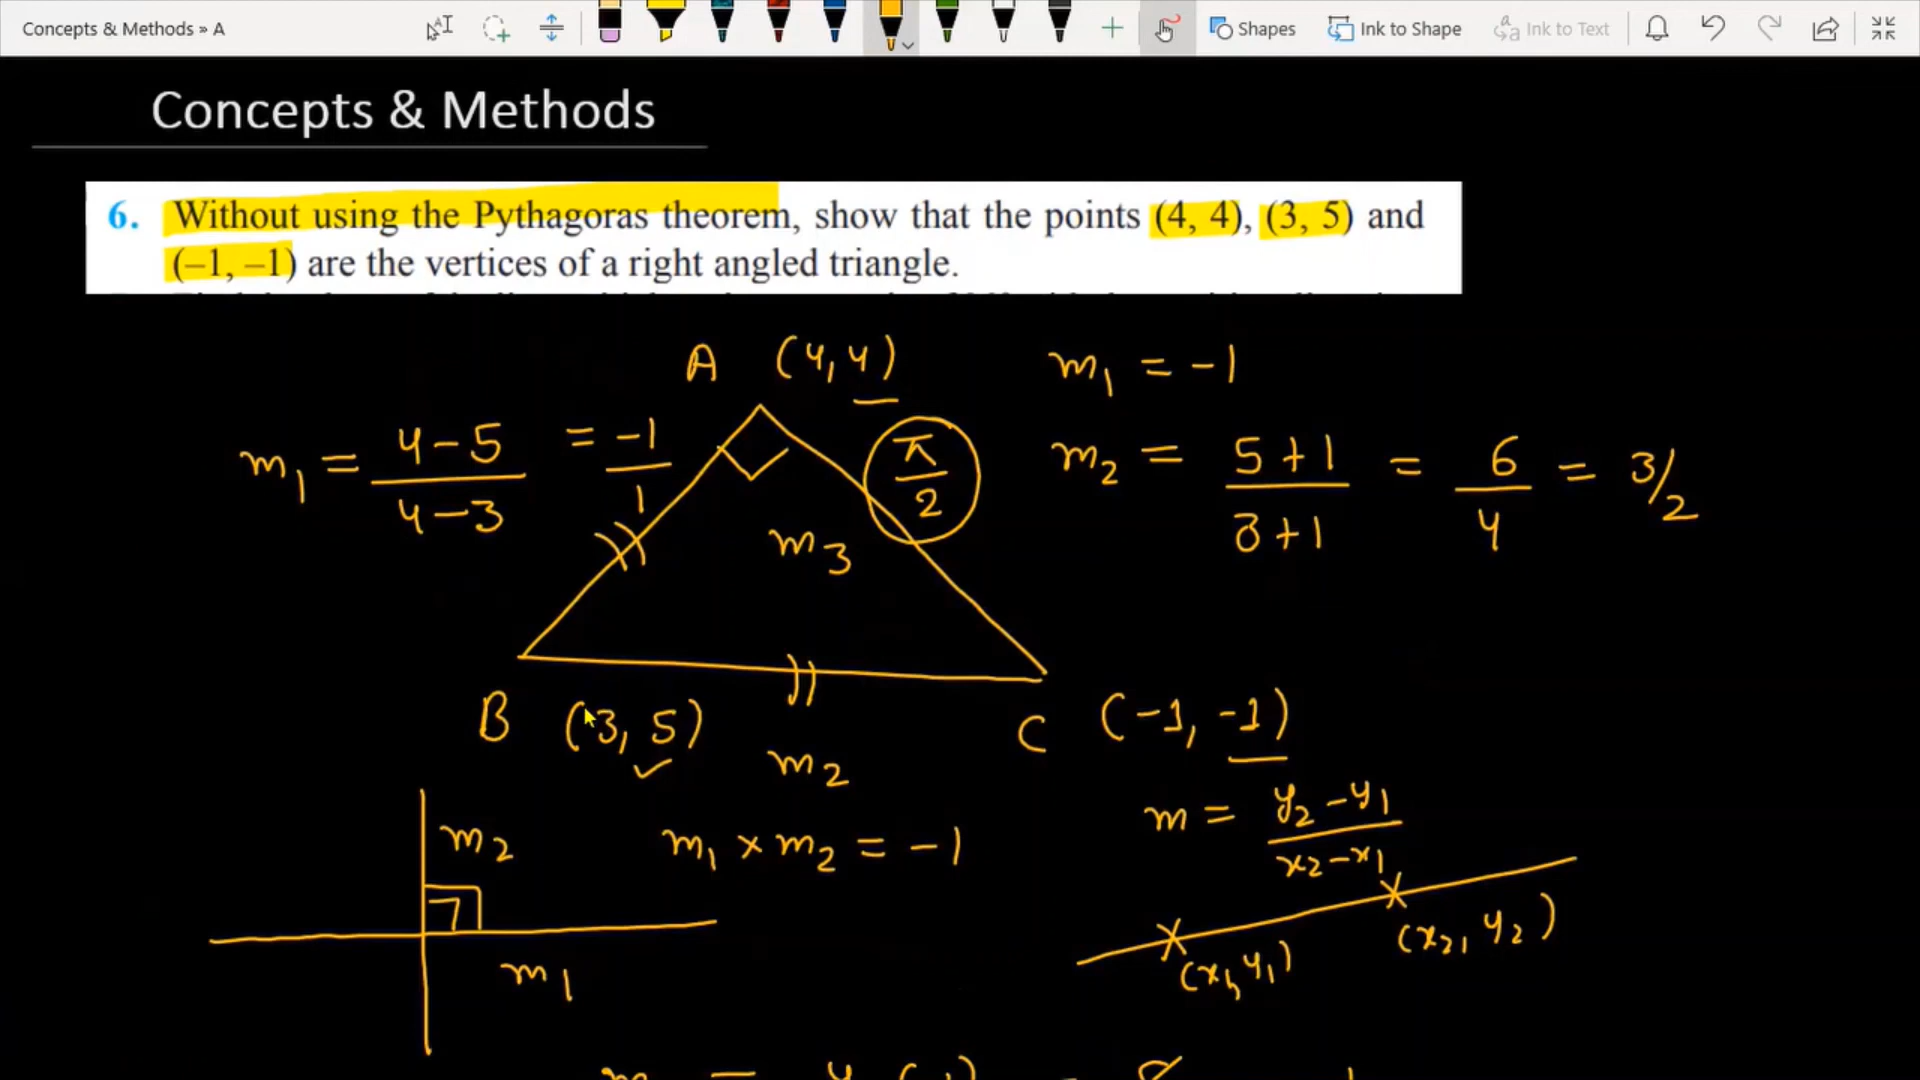 Concepts & Methods » A
Shapes
Ink to Shape
Ink to Text
Concepts & Methods
6. Without using the Pythagoras theorem, show that the points (4, 4), (3, 5) and
(–1, –1) are the vertices of a right angled triangle.
A (4, 4)
m1 = -1
m1 = 4-5 / 4-3 = -1 / 1
π / 2
m2 = 5+1 / 3+1 = 6 / 4 = 3/2
m3
B (3, 5)
C (-1, -1)
m2
m = y2-y1 / x2-x1
m2
m1 × m2 = -1
(x1, y1)
(x2, y2)
m1